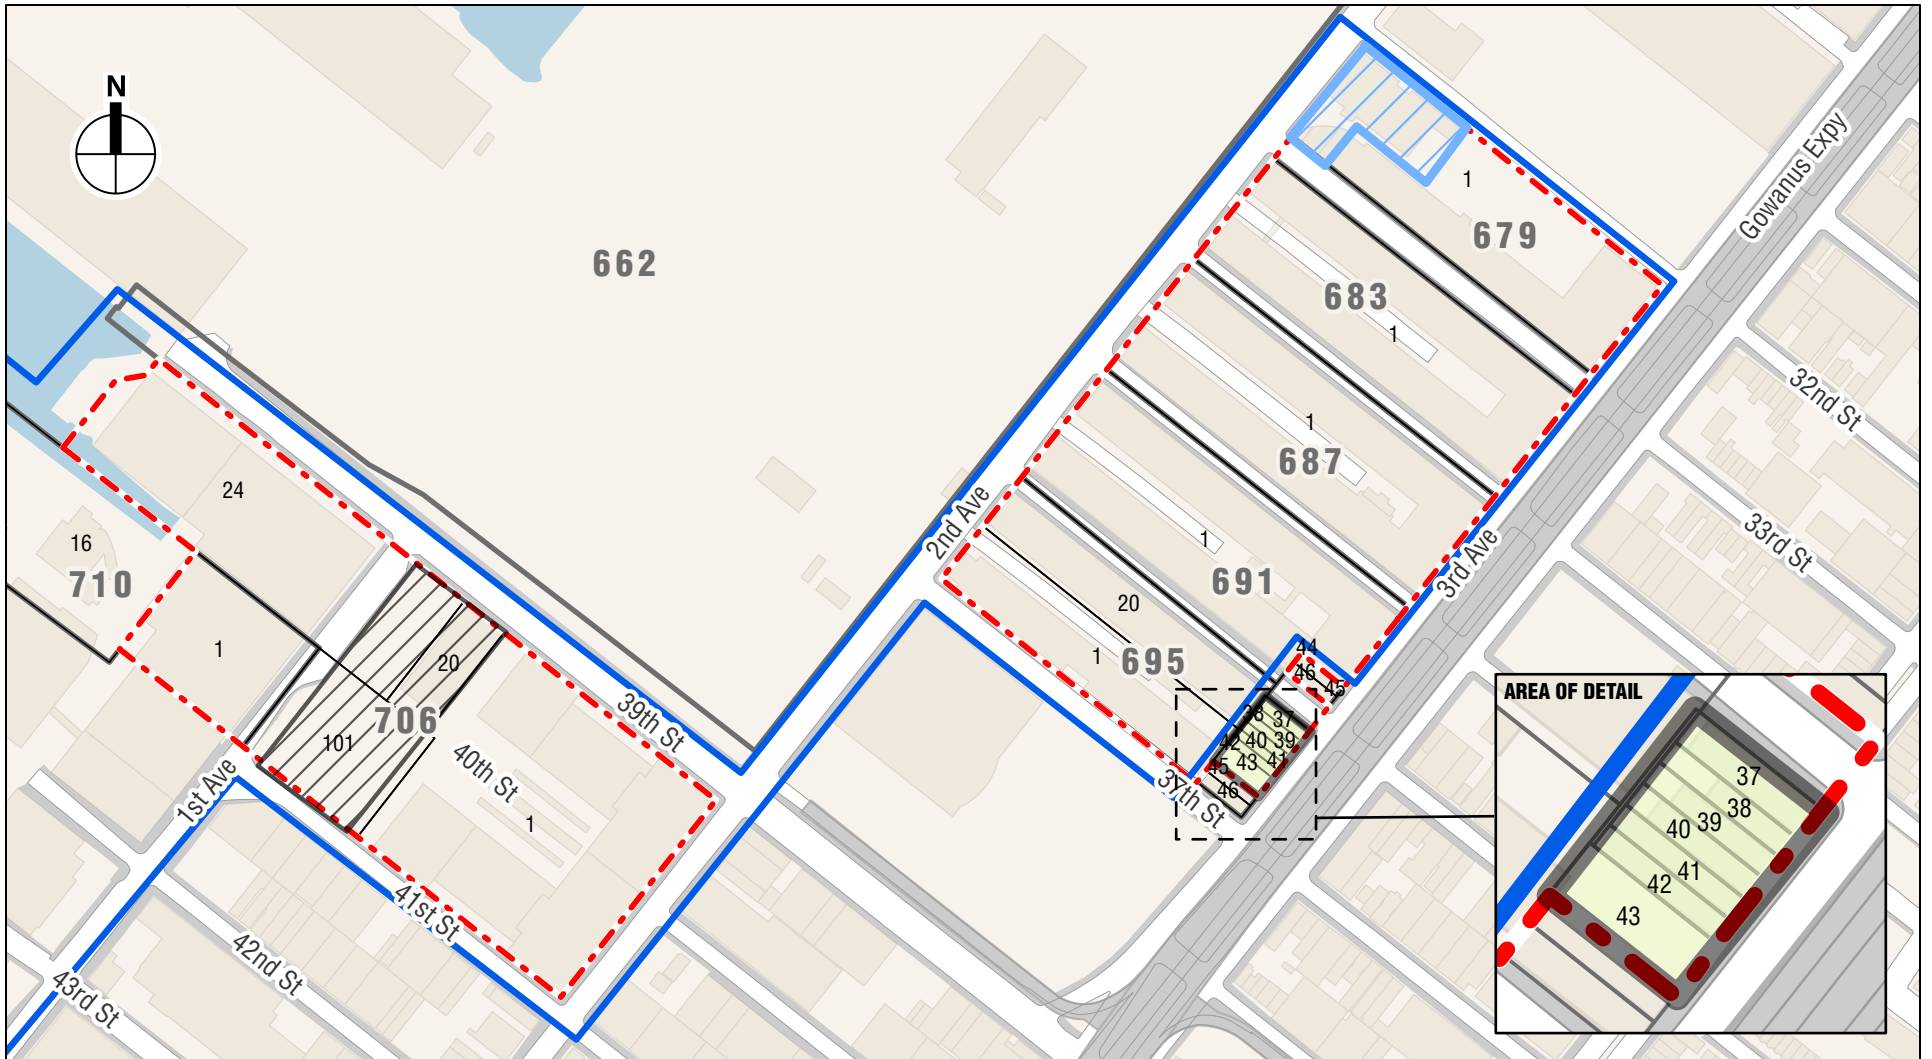 N
662
Gowanus Expy
1
679
683
1
32nd St
1
687
24
33rd St
2nd Ave
16
1
3rd Ave
710
691
20
1
44
1
695
20
46
45
AREA OF DETAIL
39th St
706
38
37
101
42
40
39
40th St
45
43
41
37th St
46
1st Ave
1
37
38
39
40
41
42
43
41st St
42nd St
43rd St